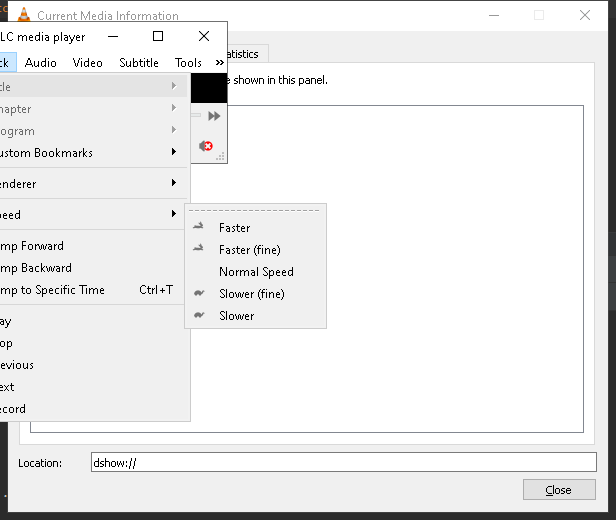 Current Media Information
LC media player
ck Audio Video Subtitle Tools »
atistics
e shown in this panel.
tle
hapter
ogram
ustom Bookmarks
enderer
peed
Faster
Faster (fine)
Normal Speed
Slower (fine)
Slower
mp Forward
mp Backward
mp to Specific Time Ctrl+T
ay
op
revious
ext
ecord
Location: dshow://
Close